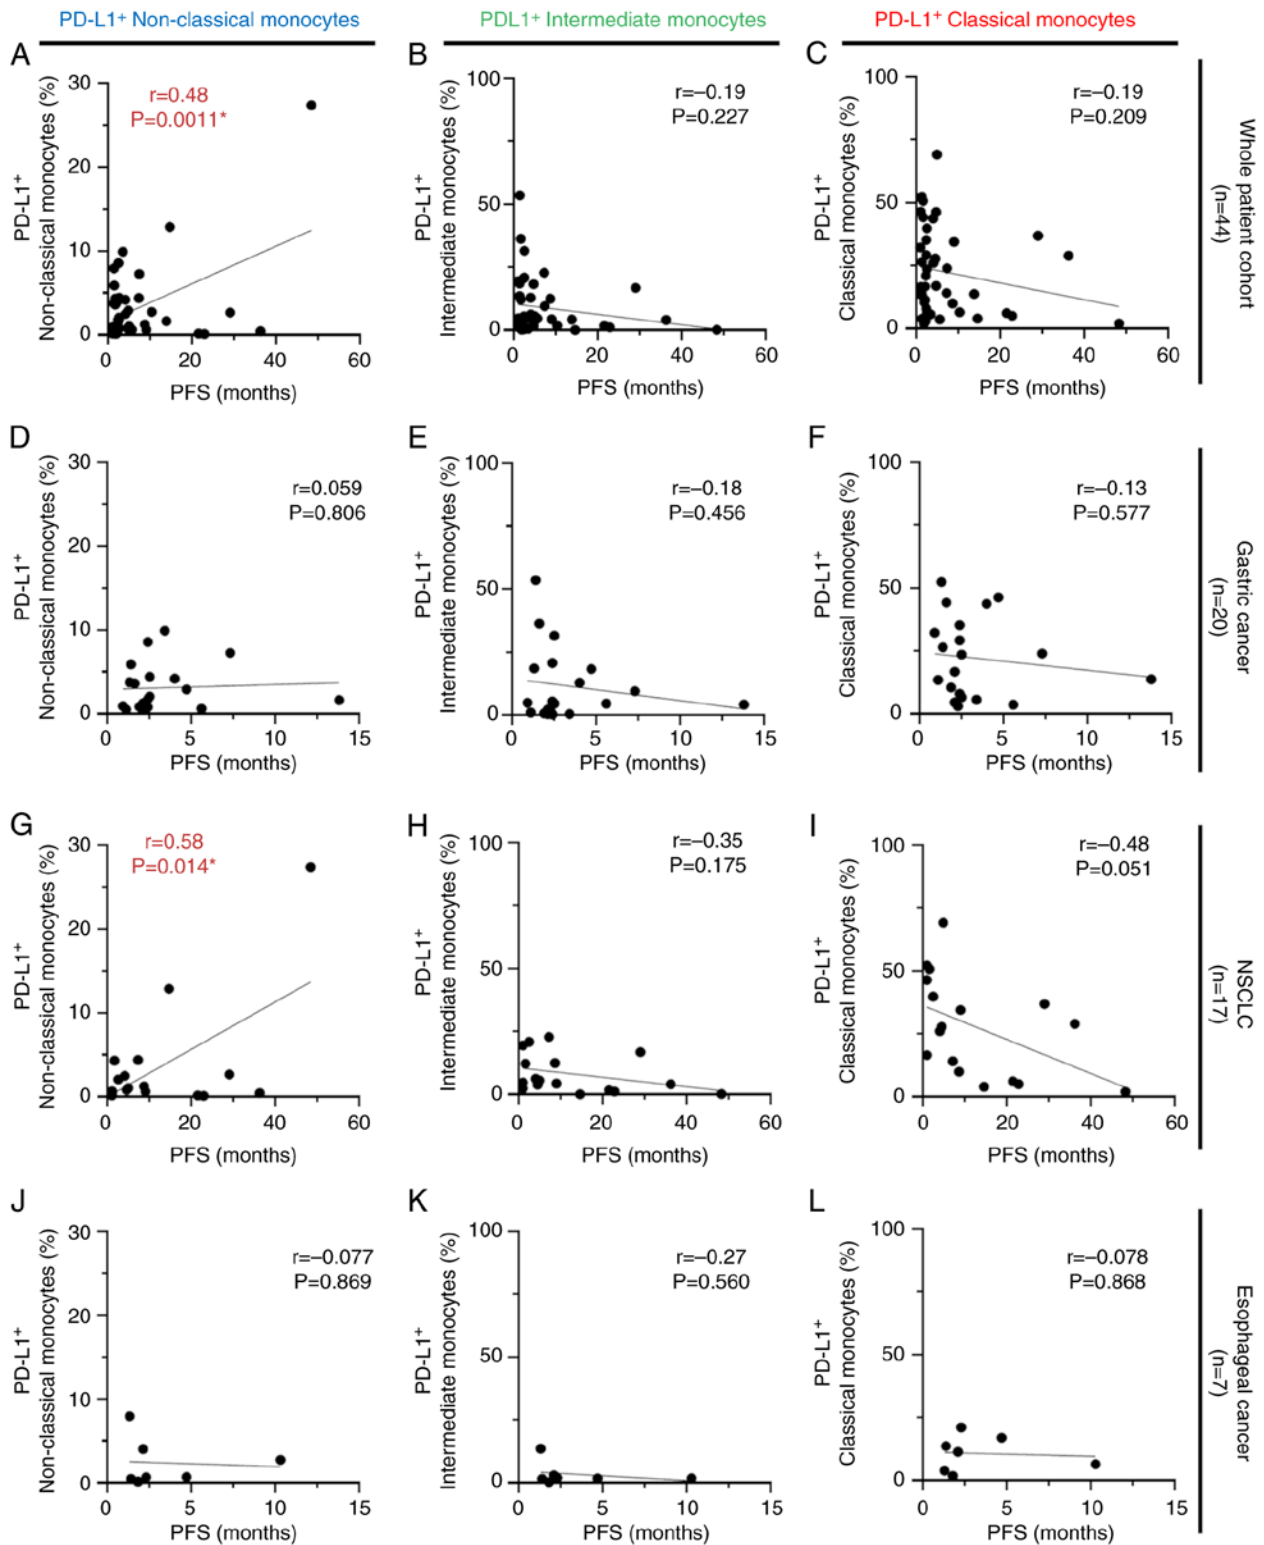 PD-L1⁺ Non-classical monocytes
PDL1⁺ Intermediate monocytes
PD-L1⁺ Classical monocytes
A
PD-L1⁺
Non-classical monocytes (%)
30
20
10
0
r=0.48
P=0.0011*
0 20 40 60
PFS (months)
B
PD-L1⁺
Intermediate monocytes (%)
100
50
0
r=–0.19
P=0.227
0 20 40 60
PFS (months)
C
PD-L1⁺
Classical monocytes (%)
100
50
0
r=–0.19
P=0.209
0 20 40 60
PFS (months)
Whole patient cohort
(n=44)
D
PD-L1⁺
Non-classical monocytes (%)
30
20
10
0
r=0.059
P=0.806
0 5 10 15
PFS (months)
E
PD-L1⁺
Intermediate monocytes (%)
100
50
0
r=–0.18
P=0.456
0 5 10 15
PFS (months)
F
PD-L1⁺
Classical monocytes (%)
100
50
0
r=–0.13
P=0.577
0 5 10 15
PFS (months)
Gastric cancer
(n=20)
G
PD-L1⁺
Non-classical monocytes (%)
30
20
10
0
r=0.58
P=0.014*
0 20 40 60
PFS (months)
H
PD-L1⁺
Intermediate monocytes (%)
100
50
0
r=–0.35
P=0.175
0 20 40 60
PFS (months)
I
PD-L1⁺
Classical monocytes (%)
100
50
0
r=–0.48
P=0.051
0 20 40 60
PFS (months)
NSCLC
(n=17)
J
PD-L1⁺
Non-classical monocytes (%)
30
20
10
0
r=–0.077
P=0.869
0 5 10 15
PFS (months)
K
PD-L1⁺
Intermediate monocytes (%)
100
50
0
r=–0.27
P=0.560
0 5 10 15
PFS (months)
L
PD-L1⁺
Classical monocytes (%)
100
50
0
r=–0.078
P=0.868
0 5 10 15
PFS (months)
Esophageal cancer
(n=7)